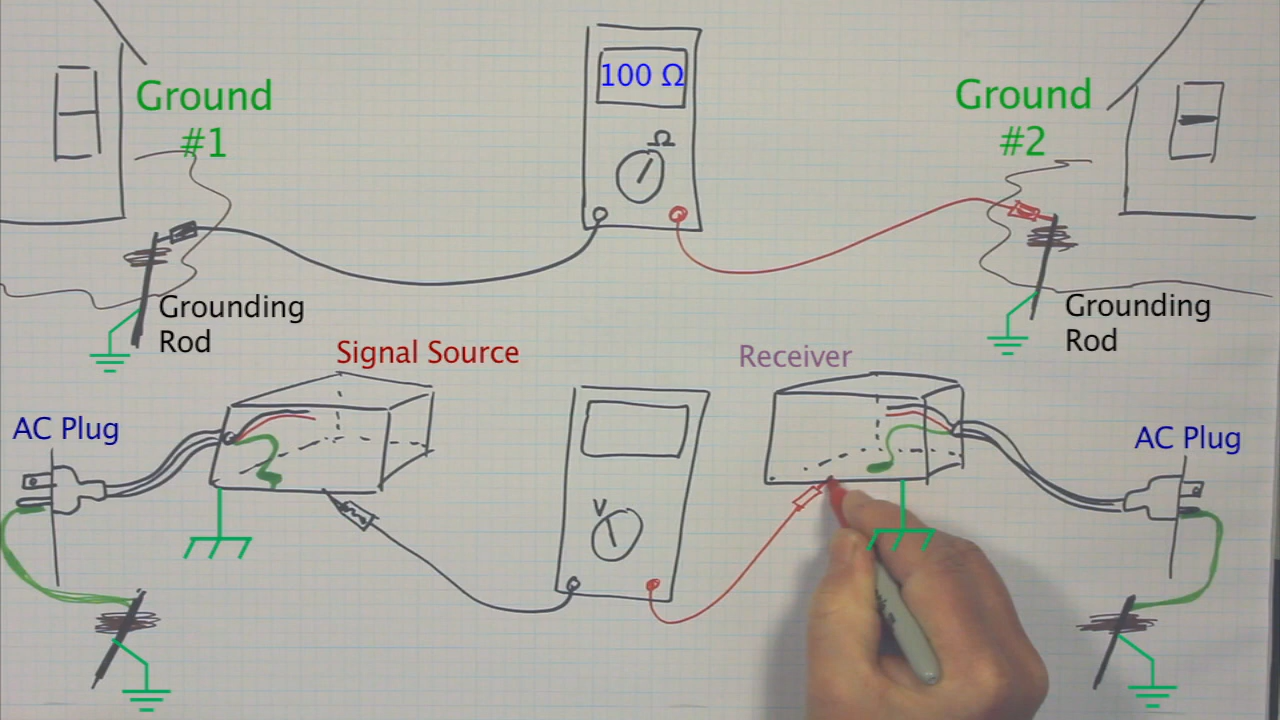 100 Ω
Ω
Ground
#1
Ground
#2
Grounding
Rod
Grounding
Rod
Signal Source
Receiver
AC Plug
AC Plug
V